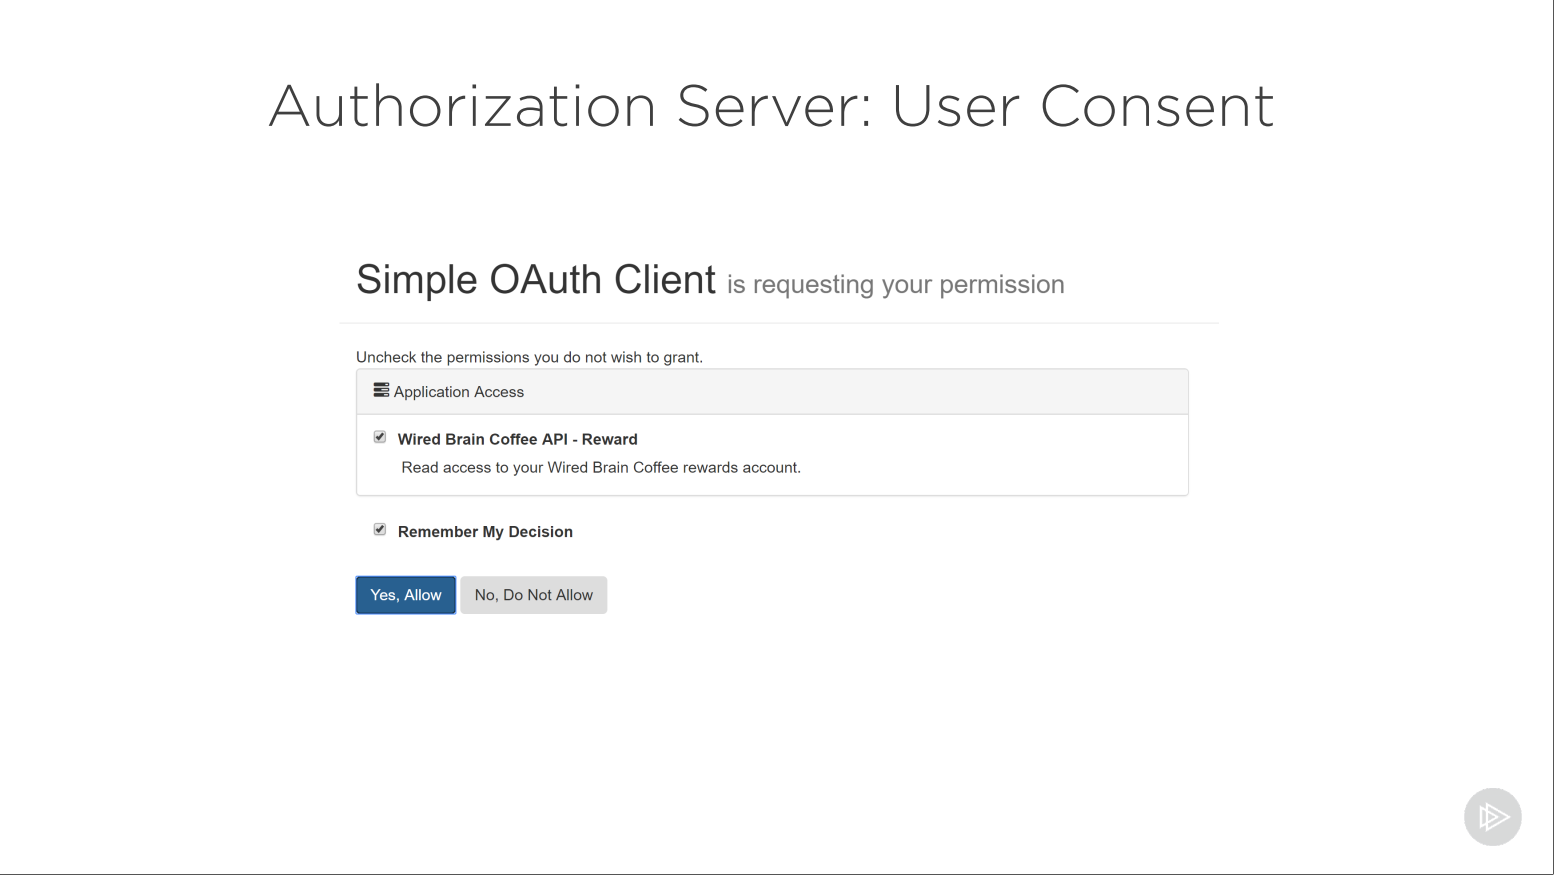 Authorization Server: User Consent
Simple OAuth Client is requesting your permission
Uncheck the permissions you do not wish to grant.
Application Access
Wired Brain Coffee API - Reward
Read access to your Wired Brain Coffee rewards account.
Remember My Decision
Yes, Allow No, Do Not Allow